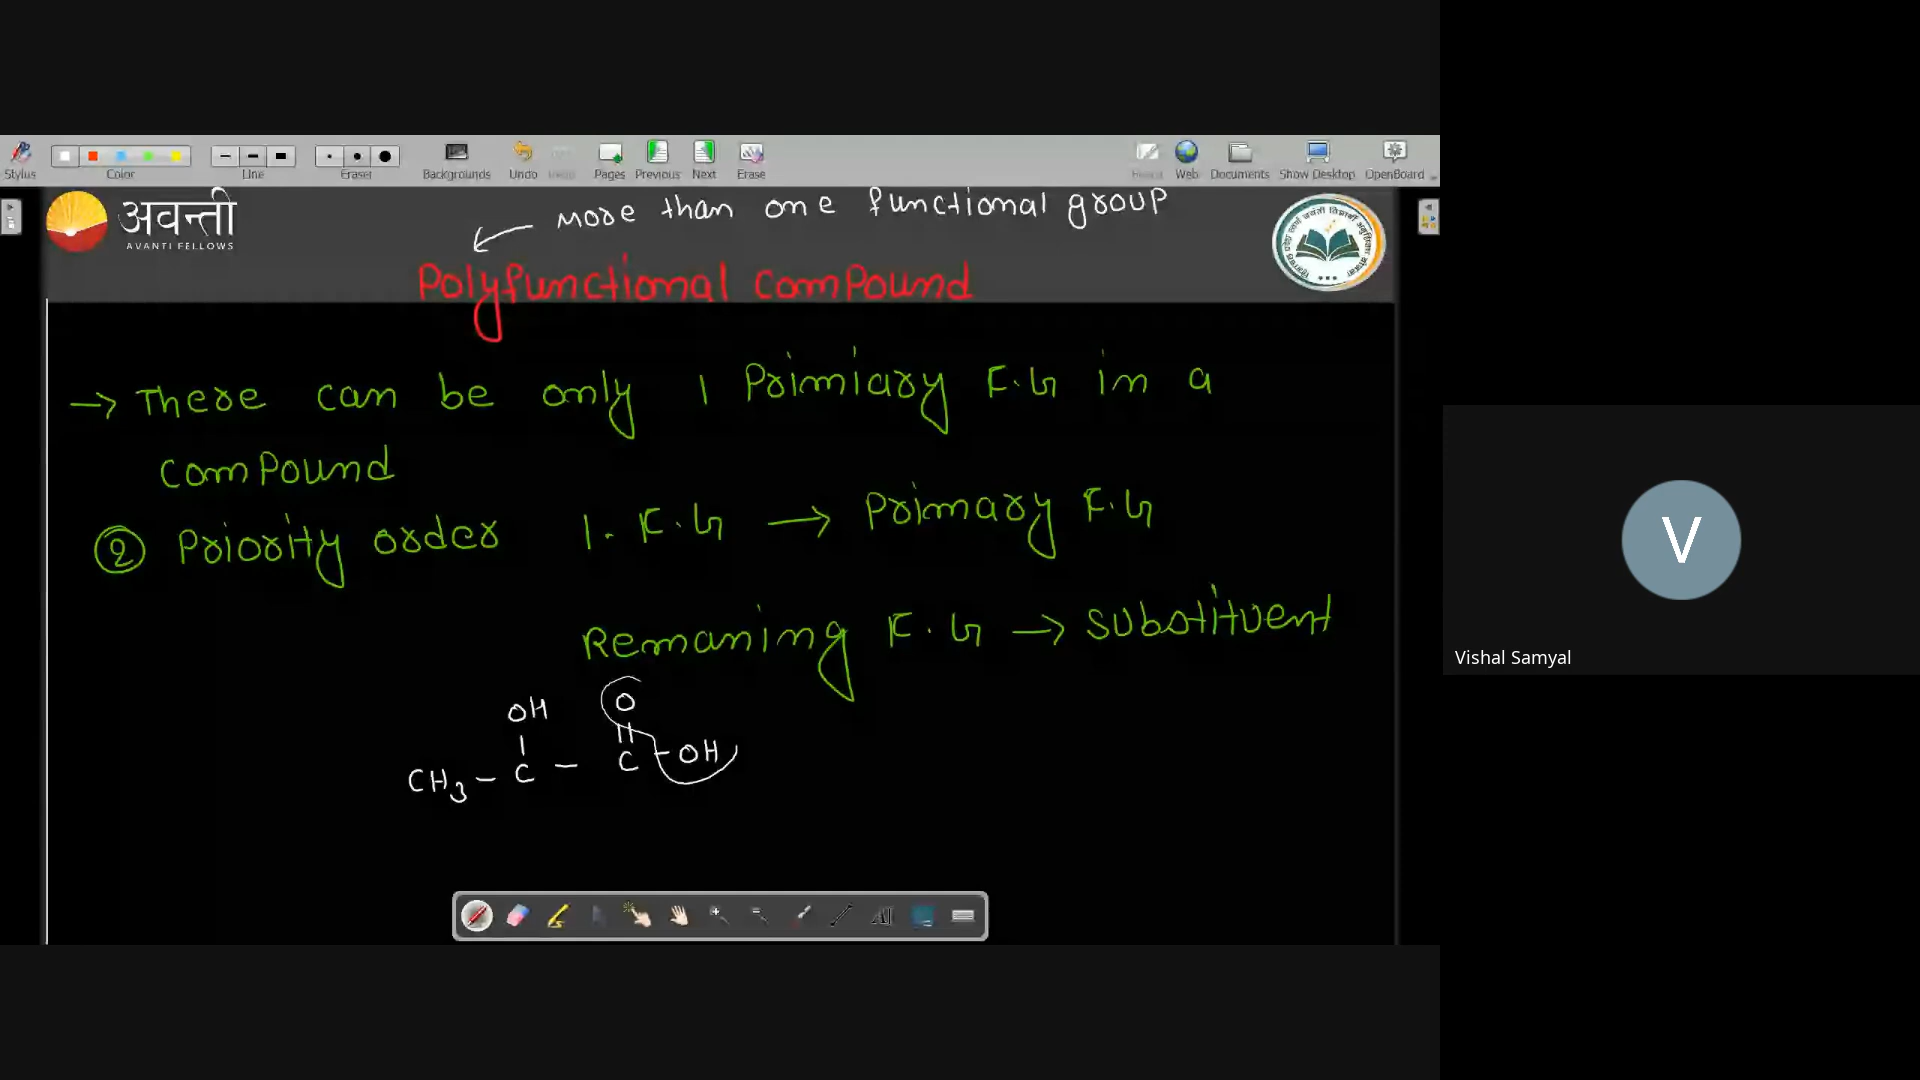 Stylus Color Line Eraser Backgrounds Undo Pages Previous Next Erase Web Documents Show Desktop OpenBoard
अवन्ती
AVANTI FELLOWS
more than one functional group
Polyfunctional compound
→ There can be only 1 Primiary F.G in a
compound
② Priority order 1. F.G → Primary F.G
Remaning F.G → Substituent
OH O
CH3 - C - C - OH
V
Vishal Samyal